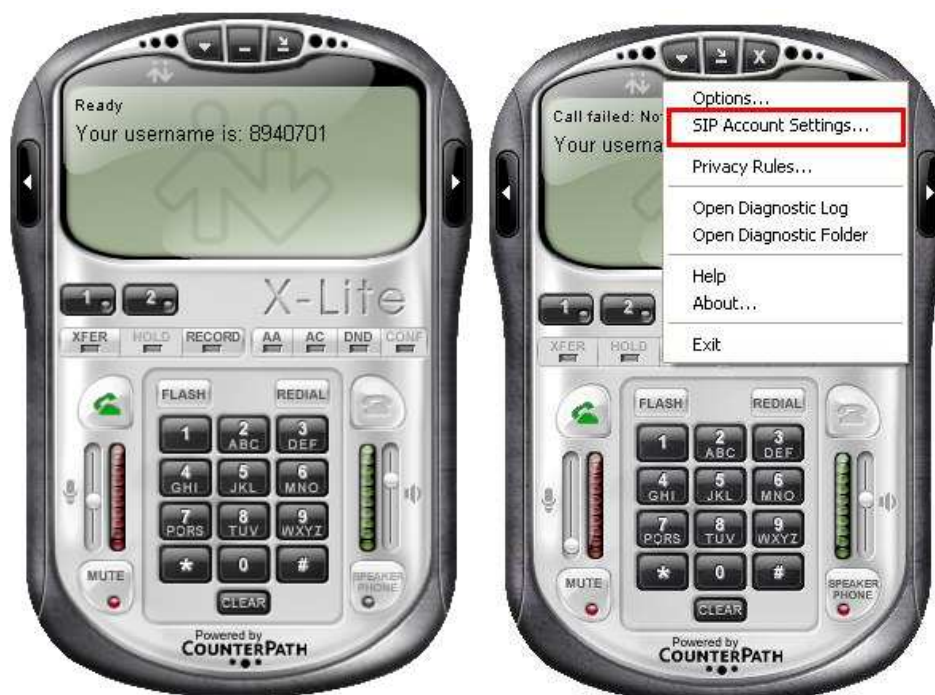 Ready
Your username is: 8940701
1 2
X-Lite
XFER HOLD RECORD AA AC DND CONF
FLASH REDIAL
1 2 ABC 3 DEF
4 GHI 5 JKL 6 MNO
7 PQRS 8 TUV 9 WXYZ
* 0 #
MUTE
SPEAKER PHONE
CLEAR
Powered by
COUNTERPATH
X
Call failed: No
Your userna
Options...
SIP Account Settings...
Privacy Rules...
Open Diagnostic Log
Open Diagnostic Folder
Help
About...
Exit
1 2
XFER HOLD
FLASH REDIAL
1 2 ABC 3 DEF
4 GHI 5 JKL 6 MNO
7 PQRS 8 TUV 9 WXYZ
* 0 #
MUTE
SPEAKER PHONE
CLEAR
Powered by
COUNTERPATH